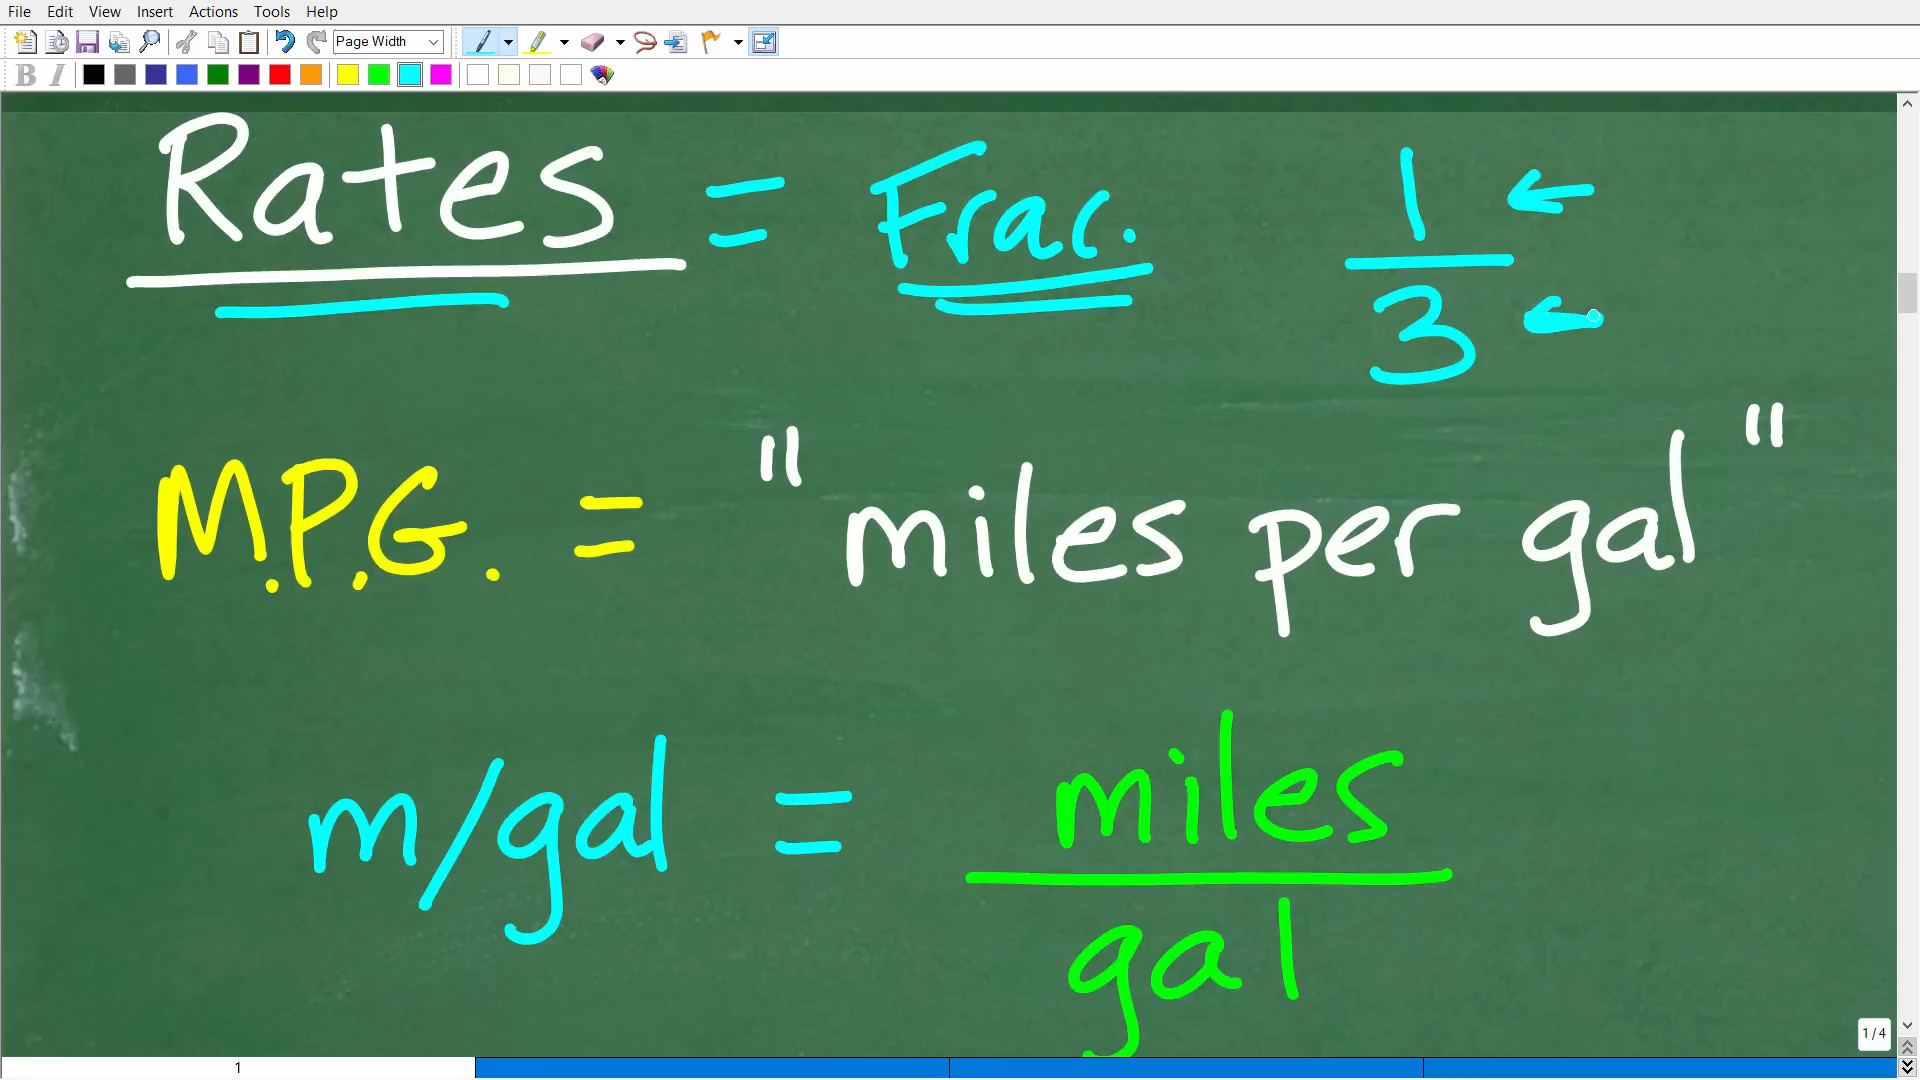 File Edit View Insert Actions Tools Help
Page Width
B I
Rates = Frac. 1/3
M.P.G. = "miles per gal"
m/gal = miles
gal
1 / 4
1